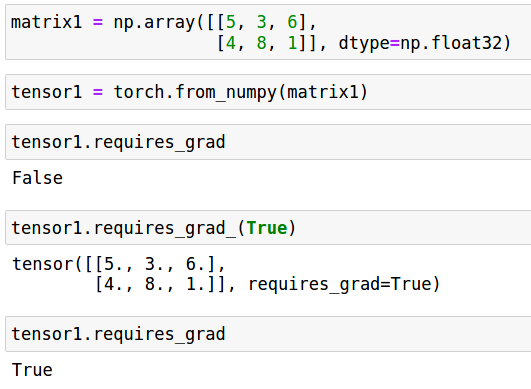 matrix1 = np.array([[5, 3, 6],
                    [4, 8, 1]], dtype=np.float32)
tensor1 = torch.from_numpy(matrix1)
tensor1.requires_grad
False
tensor1.requires_grad_(True)
tensor([[5., 3., 6.],
        [4., 8., 1.]], requires_grad=True)
tensor1.requires_grad
True